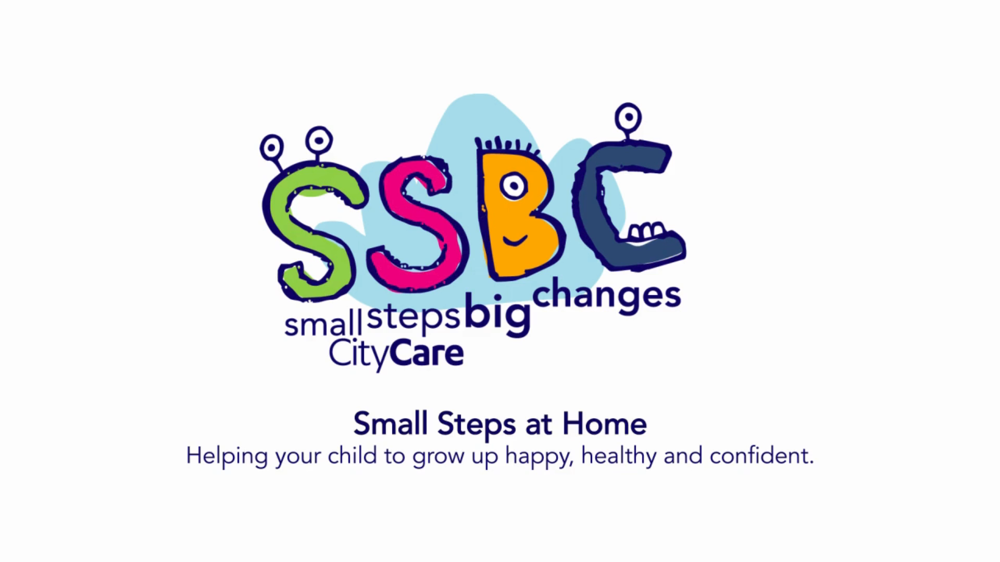 SSBC
small steps big changes
CityCare
Small Steps at Home
Helping your child to grow up happy, healthy and confident.